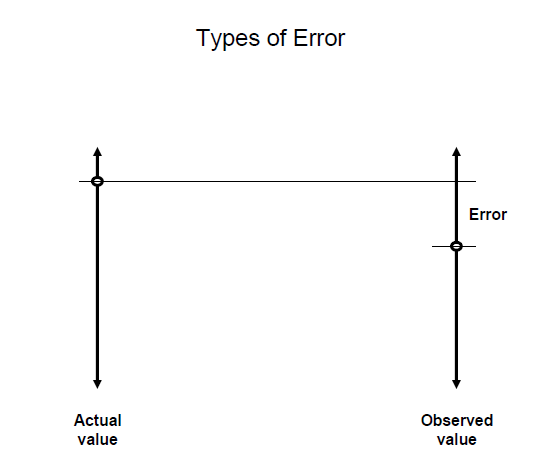 Types of Error
Error
Actual
value
Observed
value